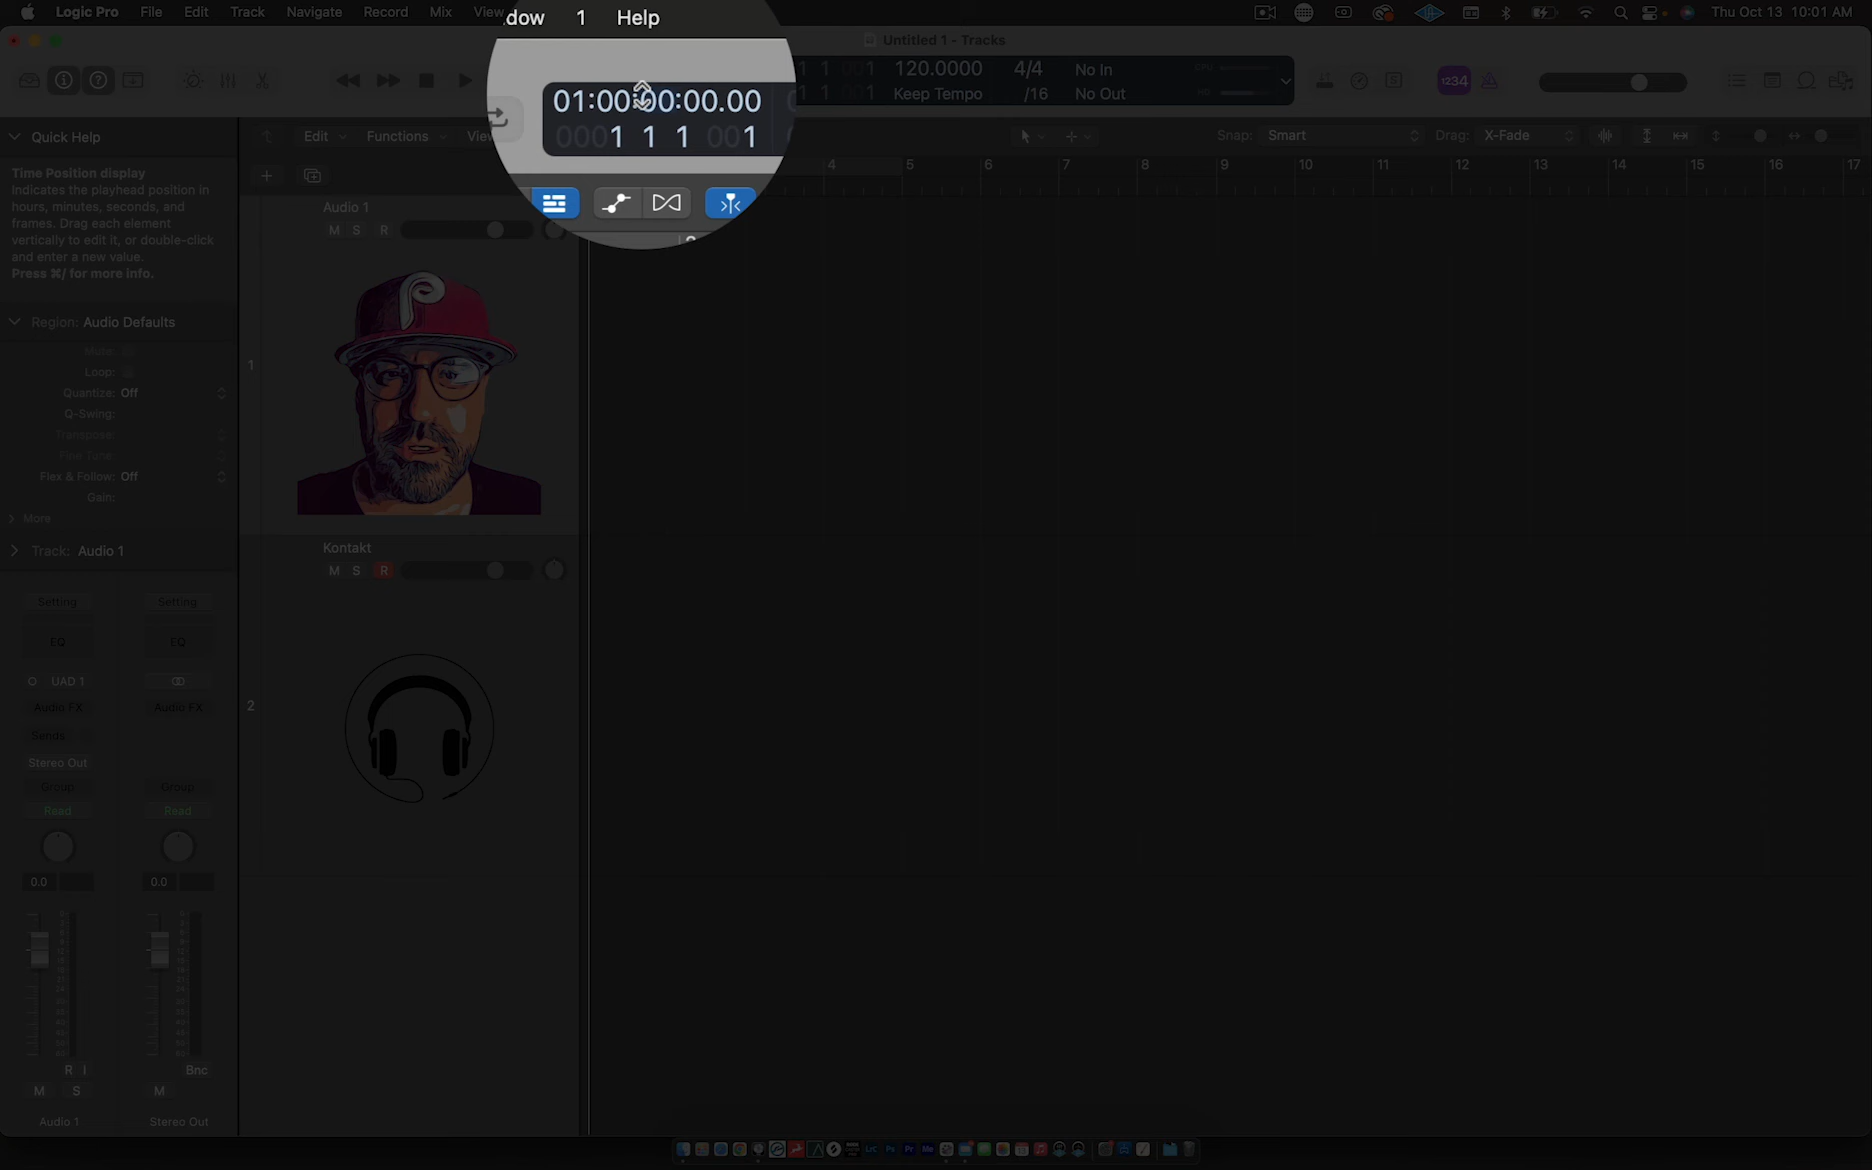 Logic Pro File Edit Track Navigate Record Mix View dow 1 Help Thu Oct 13 10:01 AM
Untitled 1 - Tracks
01:00:00:00.00
0001 1 1 001
1 1 001 120.0000 4/4 No In CPU
1 1 001 Keep Tempo /16 No Out HD
1234
Quick Help
Edit Functions View Snap: Smart Drag: X-Fade
4 5 6 7 8 9 10 11 12 13 14 15 16 17
Time Position display
Indicates the playhead position in
hours, minutes, seconds, and
frames. Drag each element
vertically to edit it, or double-click
and enter a new value.
Press ⌘/ for more info.
Region: Audio Defaults
Mute:
Loop:
Quantize: Off
Q-Swing:
Transpose:
Fine Tune:
Flex & Follow: Off
Gain:
More
Track: Audio 1
1
Audio 1
M S R
2
Kontakt
M S R
Setting Setting
EQ EQ
UAD 1
Audio FX Audio FX
Sends
Stereo Out
Group Group
Read Read
0.0 0.0
R I Bnc
M S M
Audio 1 Stereo Out
Lrc Ps Pr Me